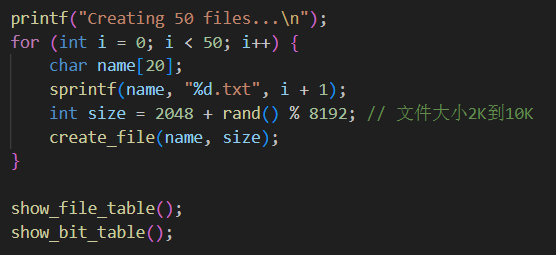 printf("Creating 50 files...\n");
for (int i = 0; i < 50; i++) {
    char name[20];
    sprintf(name, "%d.txt", i + 1);
    int size = 2048 + rand() % 8192; // 文件大小2K到10K
    create_file(name, size);
}

show_file_table();
show_bit_table();